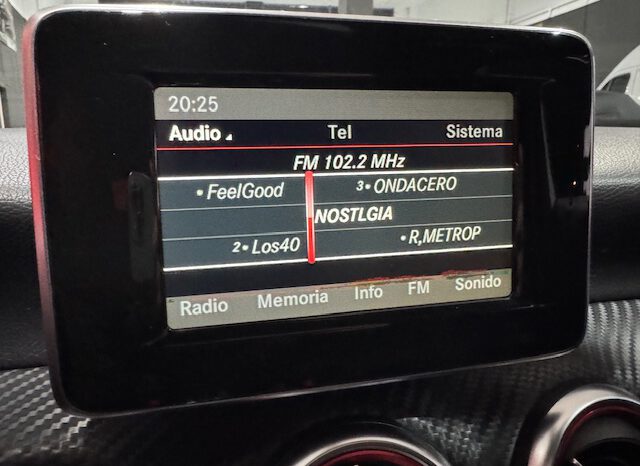 20:25
Audio Tel Sistema
FM 102.2 MHz
•FeelGood 3•ONDACERO
NOSTLGIA
2•Los40 •R,METROP
Radio Memoria Info FM Sonido